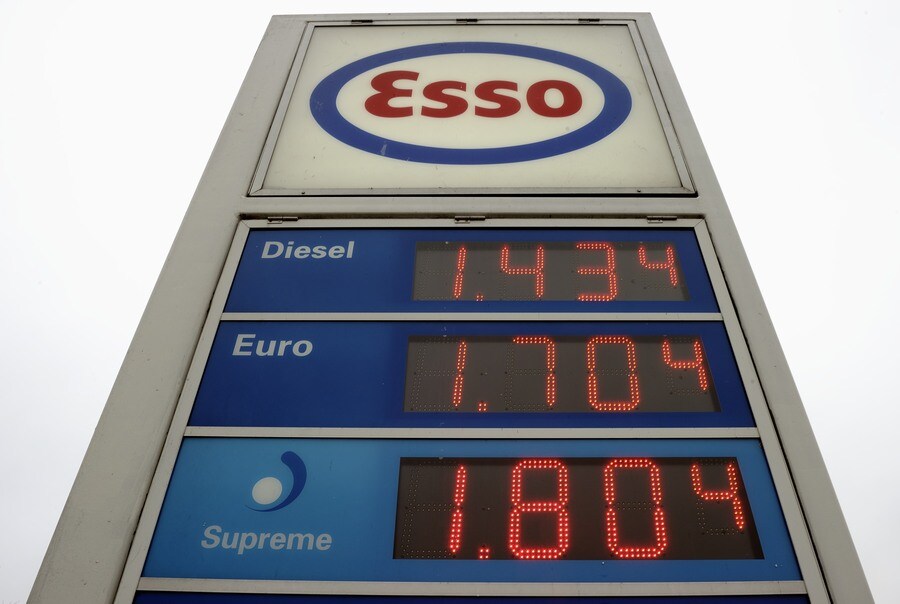 Esso
Diesel 1.434
Euro 1.704
Supreme 1.804